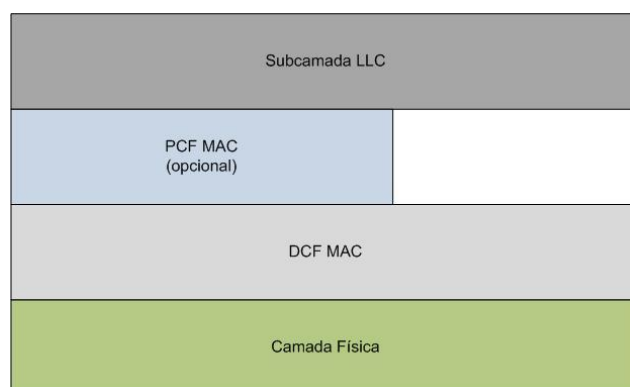 Subcamada LLC
PCF MAC
(opcional)
DCF MAC
Camada Física